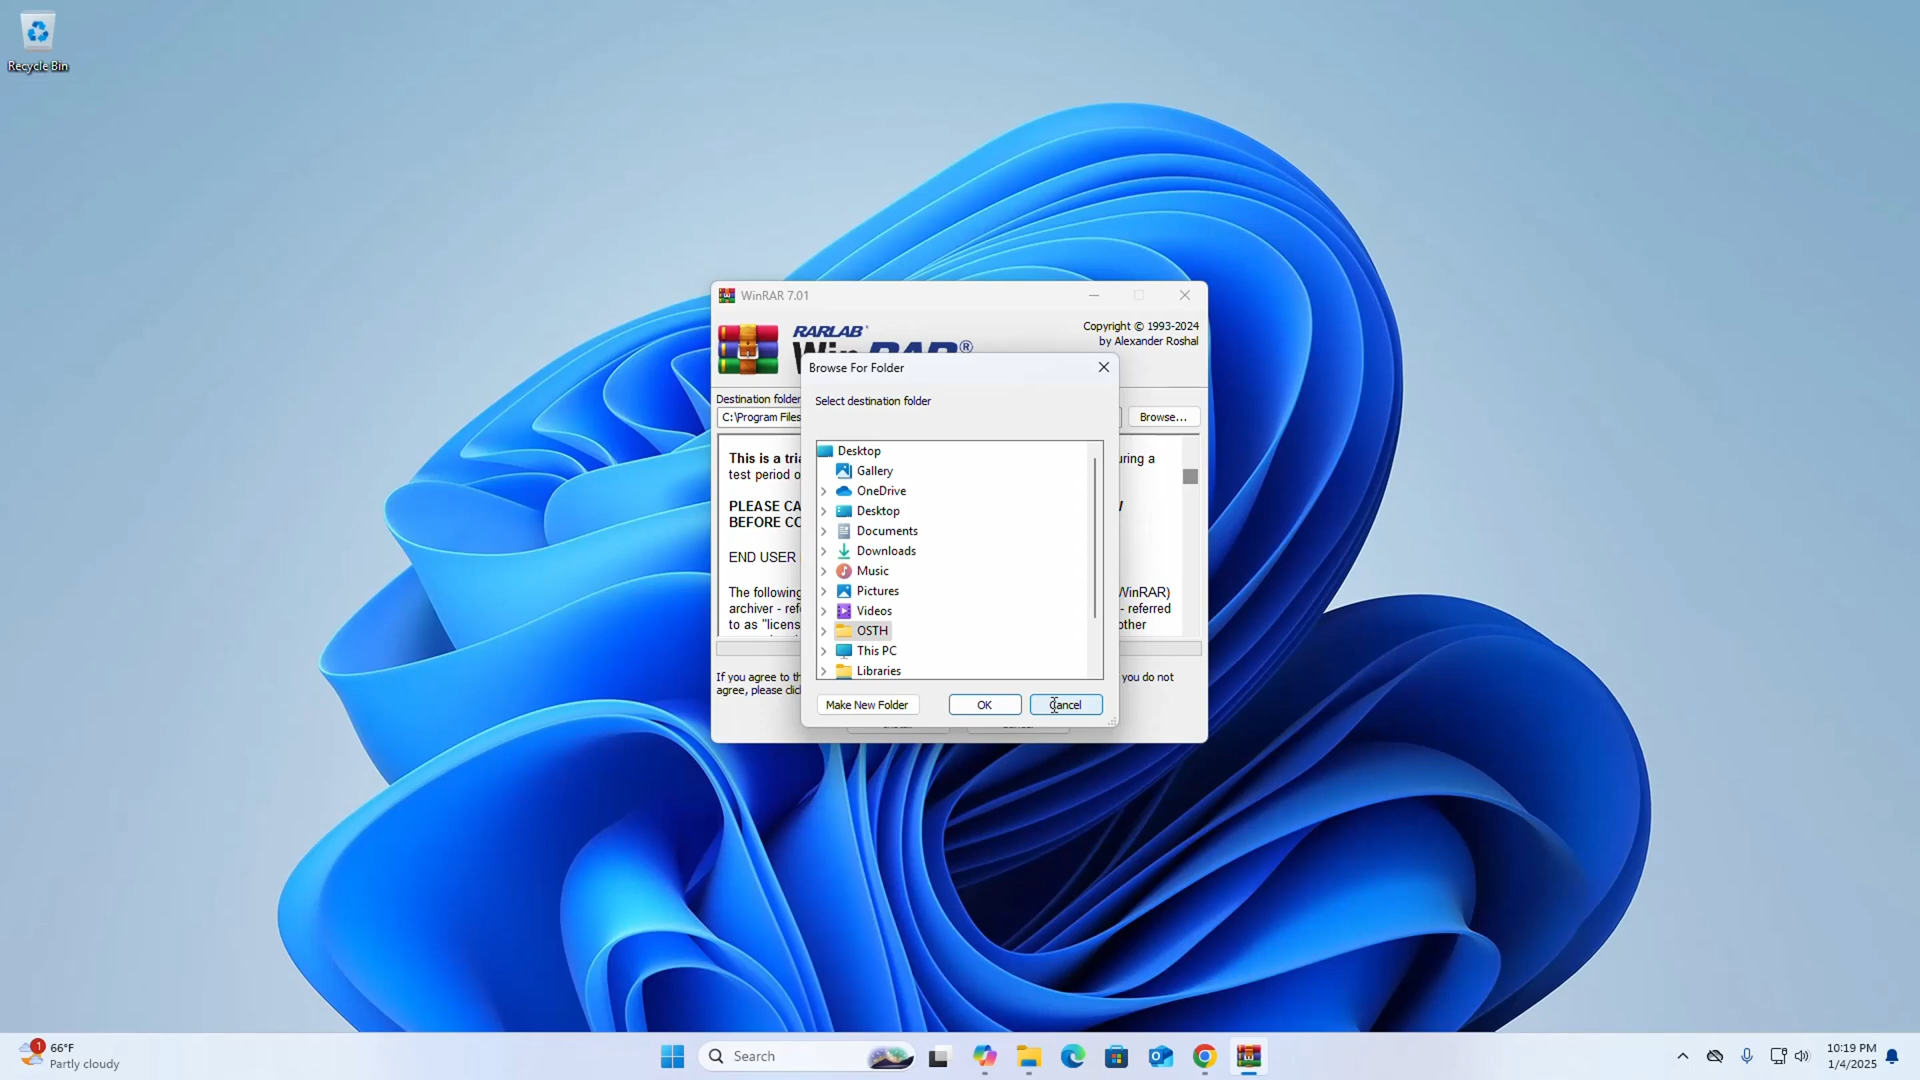 Recycle Bin
WinRAR 7.01
RARLAB®
Copyright © 1993-2024
by Alexander Roshal
Browse For Folder
Select destination folder
Destination folder
C:\Program Files
Browse...
Desktop
Gallery
OneDrive
Desktop
Documents
Downloads
Music
Pictures
Videos
OSTH
This PC
Libraries
Make New Folder
OK
Cancel
This is a tria
uring a
test period o
PLEASE CA
BEFORE CO
END USER
The following
WinRAR)
archiver - refe
- referred
to as "licens
other
If you agree to th
you do not
agree, please clic
66°F
Partly cloudy
1
Search
10:19 PM
1/4/2025